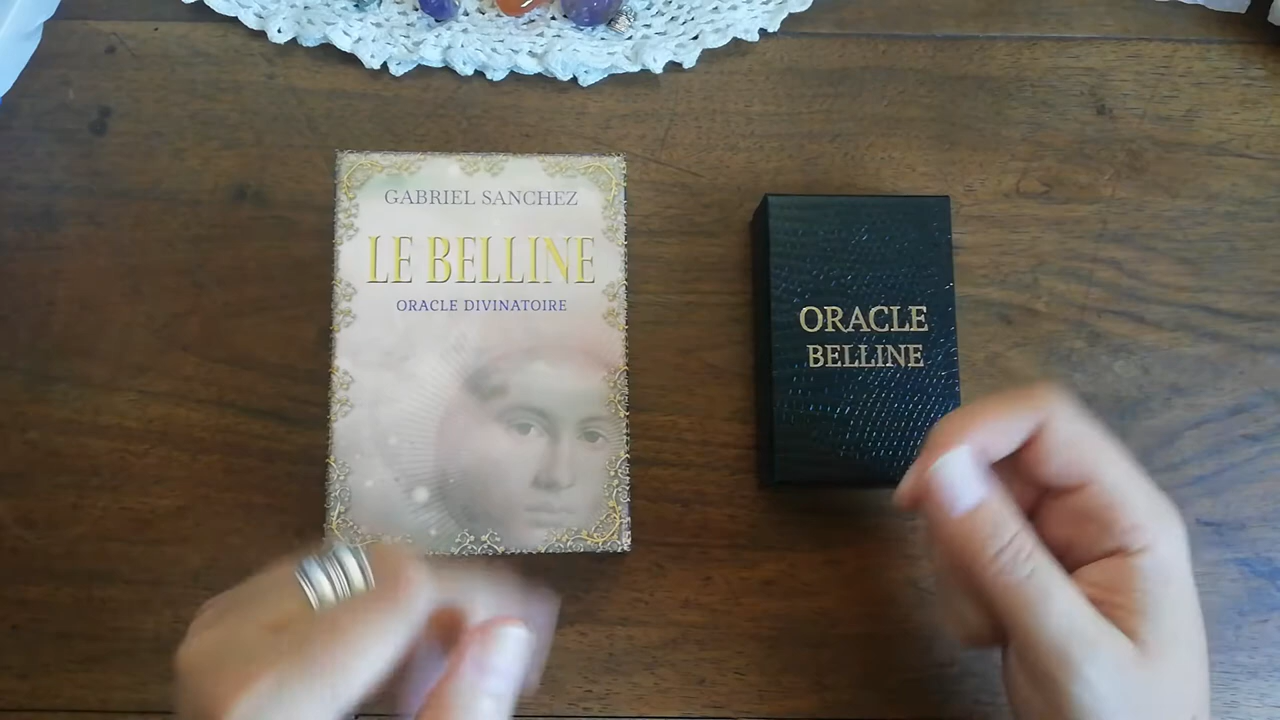 GABRIEL SANCHEZ
LE BELLINE
ORACLE DIVINATOIRE
ORACLE
BELLINE